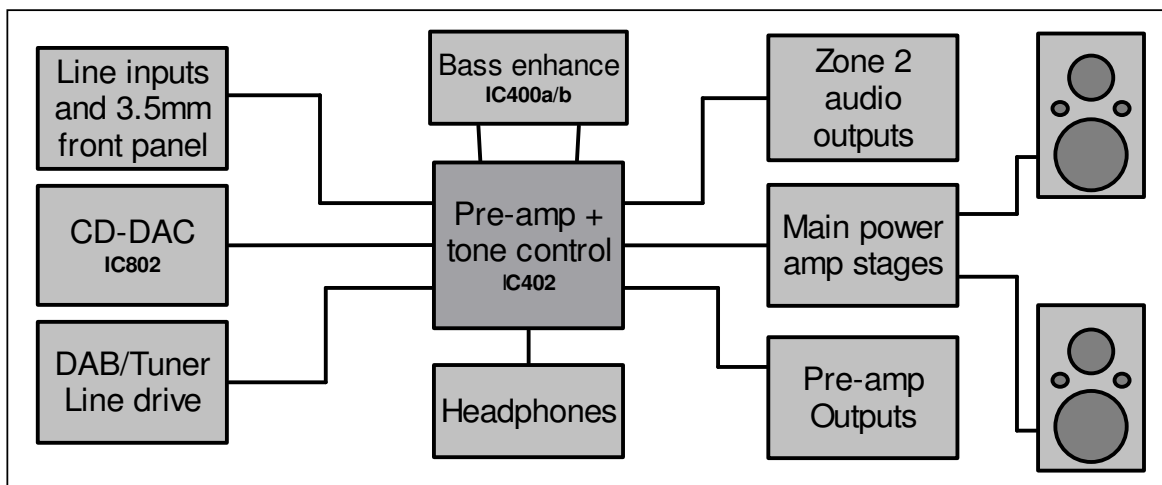 Line inputs
and 3.5mm
front panel
CD-DAC
IC802
DAB/Tuner
Line drive
Bass enhance
IC400a/b
Pre-amp +
tone control
IC402
Headphones
Zone 2
audio
outputs
Main power
amp stages
Pre-amp
Outputs